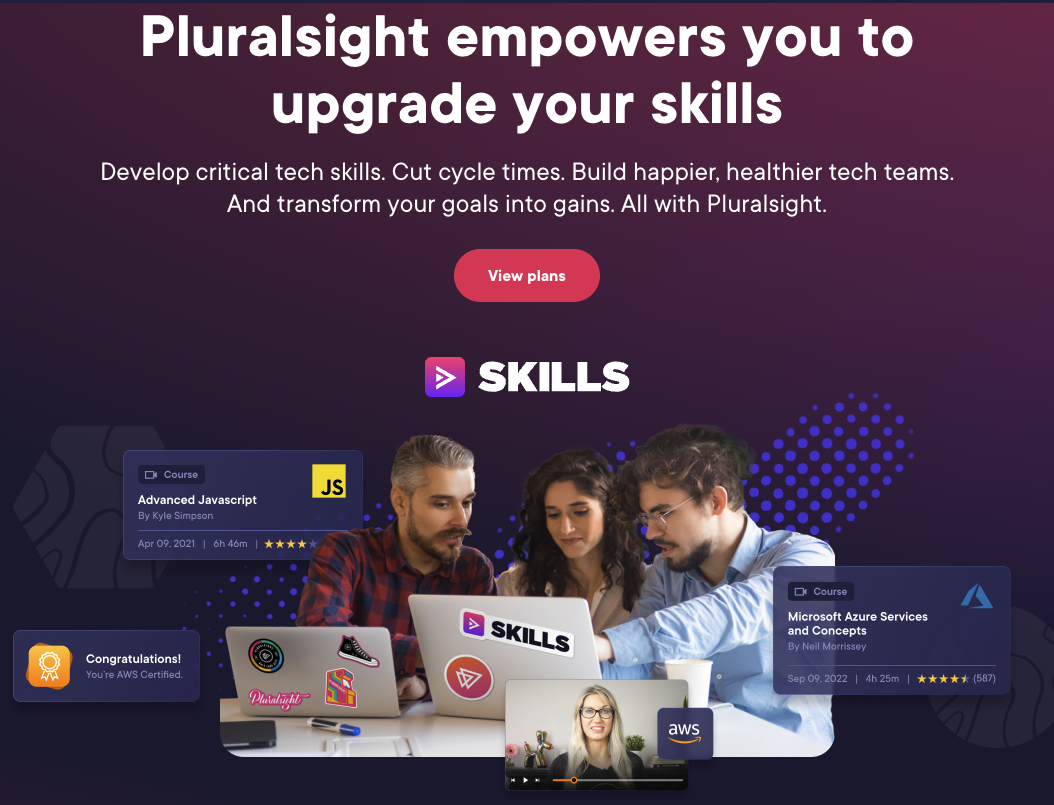 Pluralsight empowers you to
upgrade your skills
Develop critical tech skills. Cut cycle times. Build happier, healthier tech teams.
And transform your goals into gains. All with Pluralsight.
View plans
SKILLS
Course
JS
Advanced Javascript
By Kyle Simpson
Apr 09, 2021 | 6h 46m |
Course
Microsoft Azure Services
and Concepts
By Neil Morrissey
Sep 09, 2022 | 4h 25m | (587)
Congratulations!
You're AWS Certified.
SKILLS
Pluralsight
aws